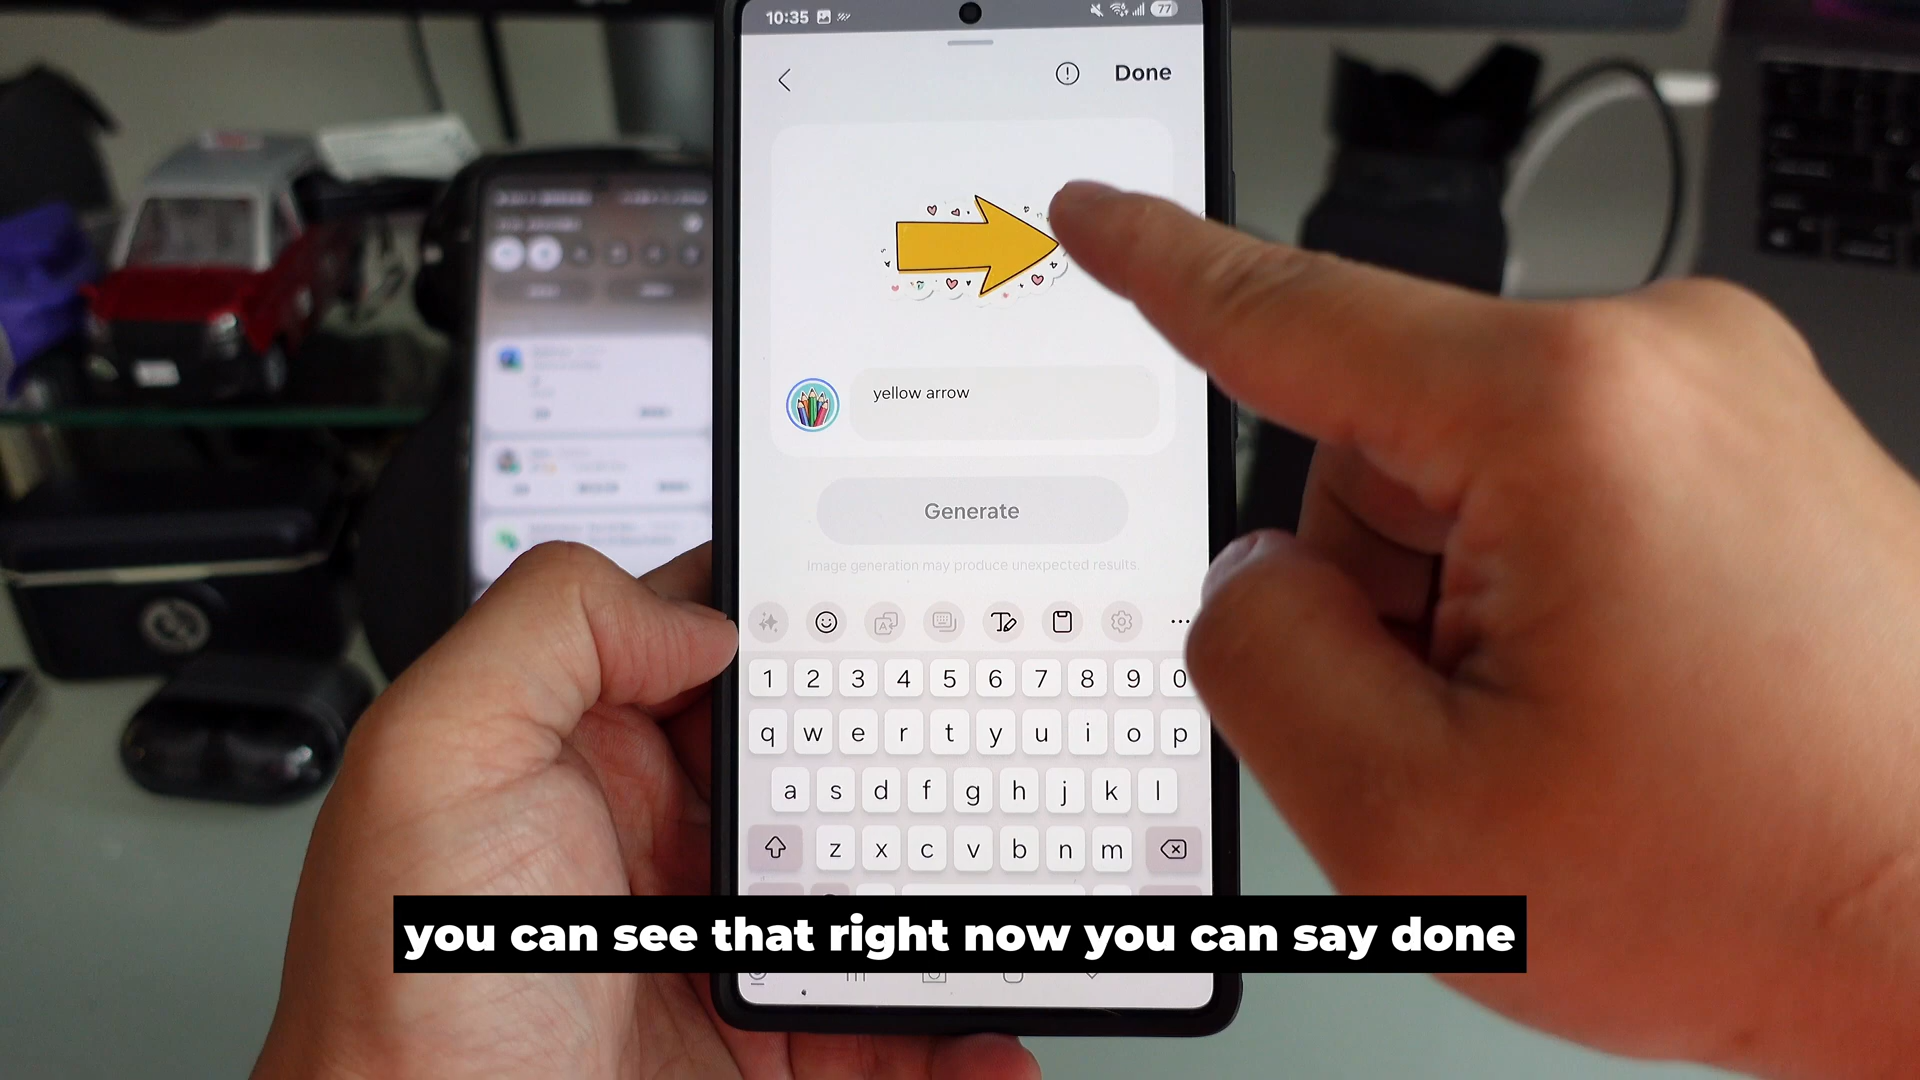 10:35
77
Done
yellow arrow
Generate
Image generation may produce unexpected results.
1 2 3 4 5 6 7 8 9 0
q w e r t y u i o p
a s d f g h j k l
z x c v b n m
you can see that right now you can say done